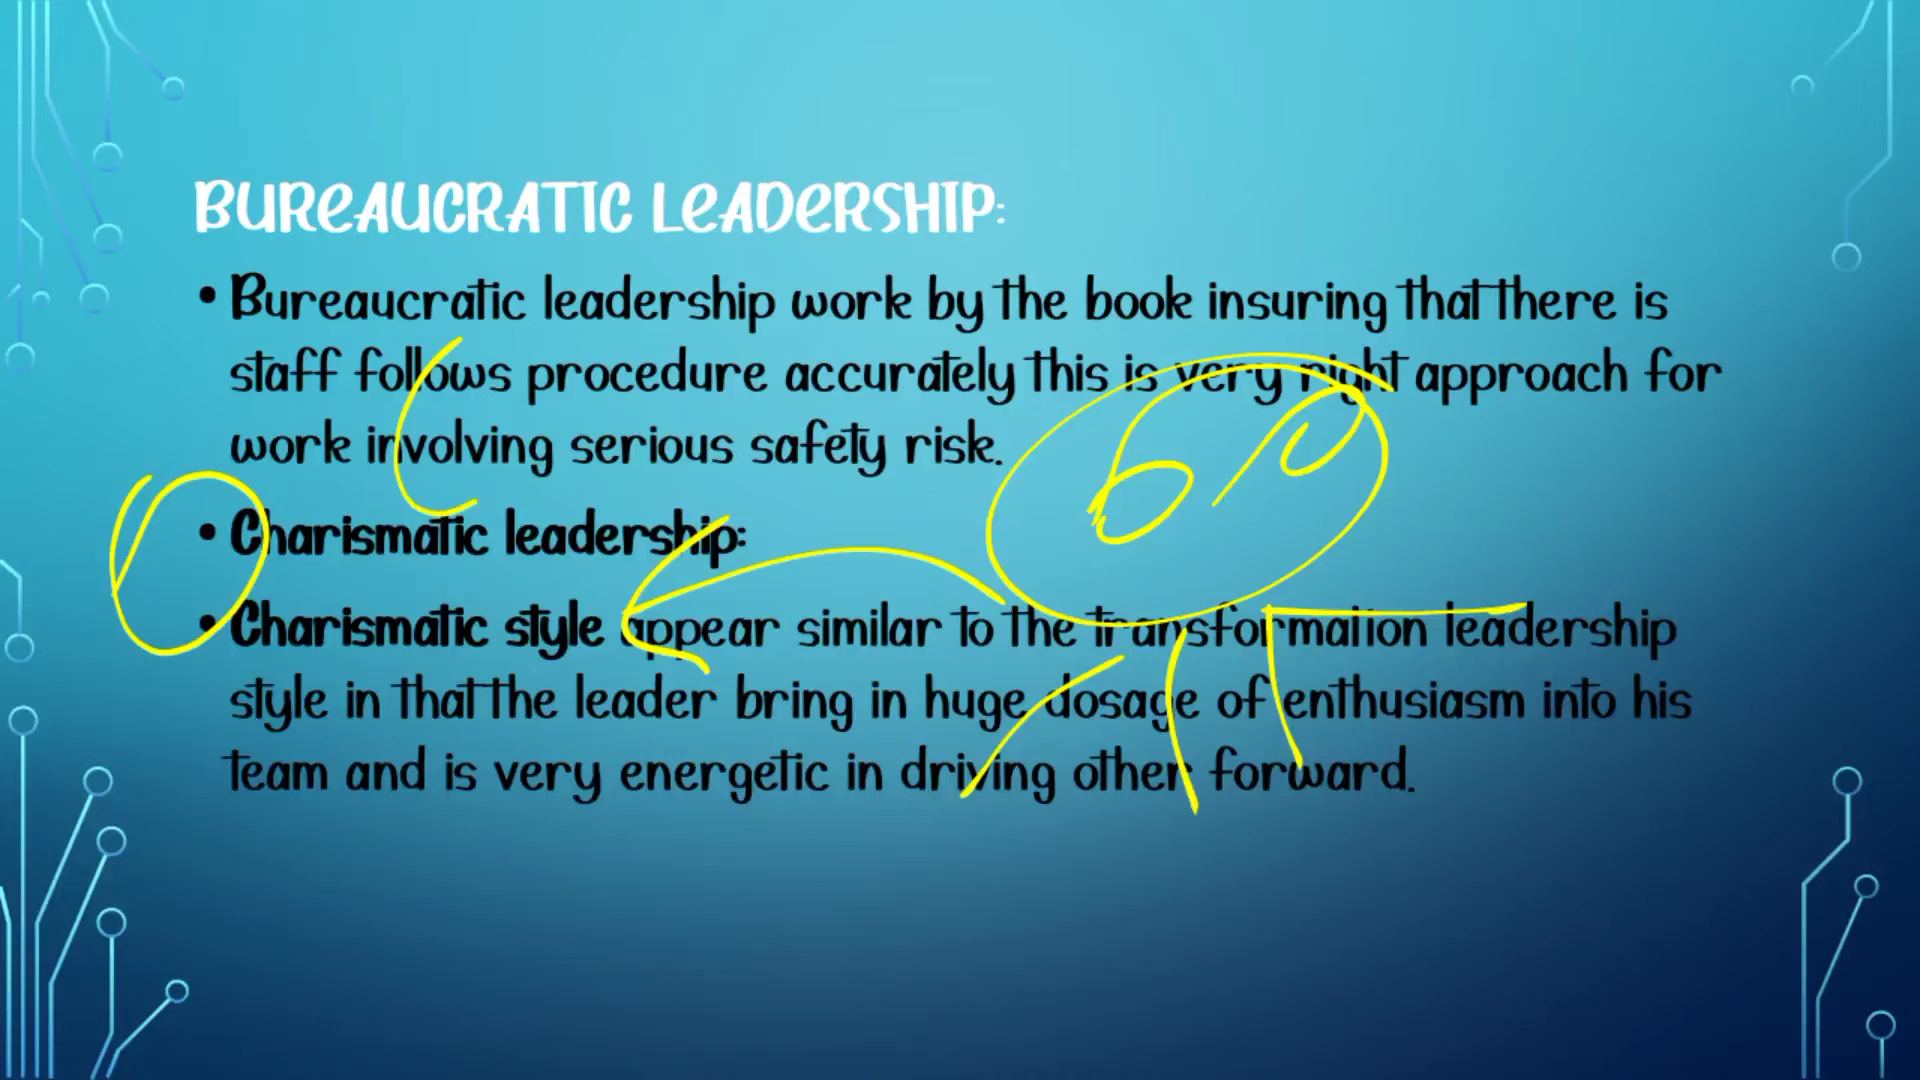 BUREAUCRATIC LEADERSHIP:
• Bureaucratic leadership work by the book insuring that there is
staff follows procedure accurately this is very right approach for
work involving serious safety risk.
• Charismatic leadership:
• Charismatic style appear similar to the transformation leadership
style in that the leader bring in huge dosage of enthusiasm into his
team and is very energetic in driving other forward.